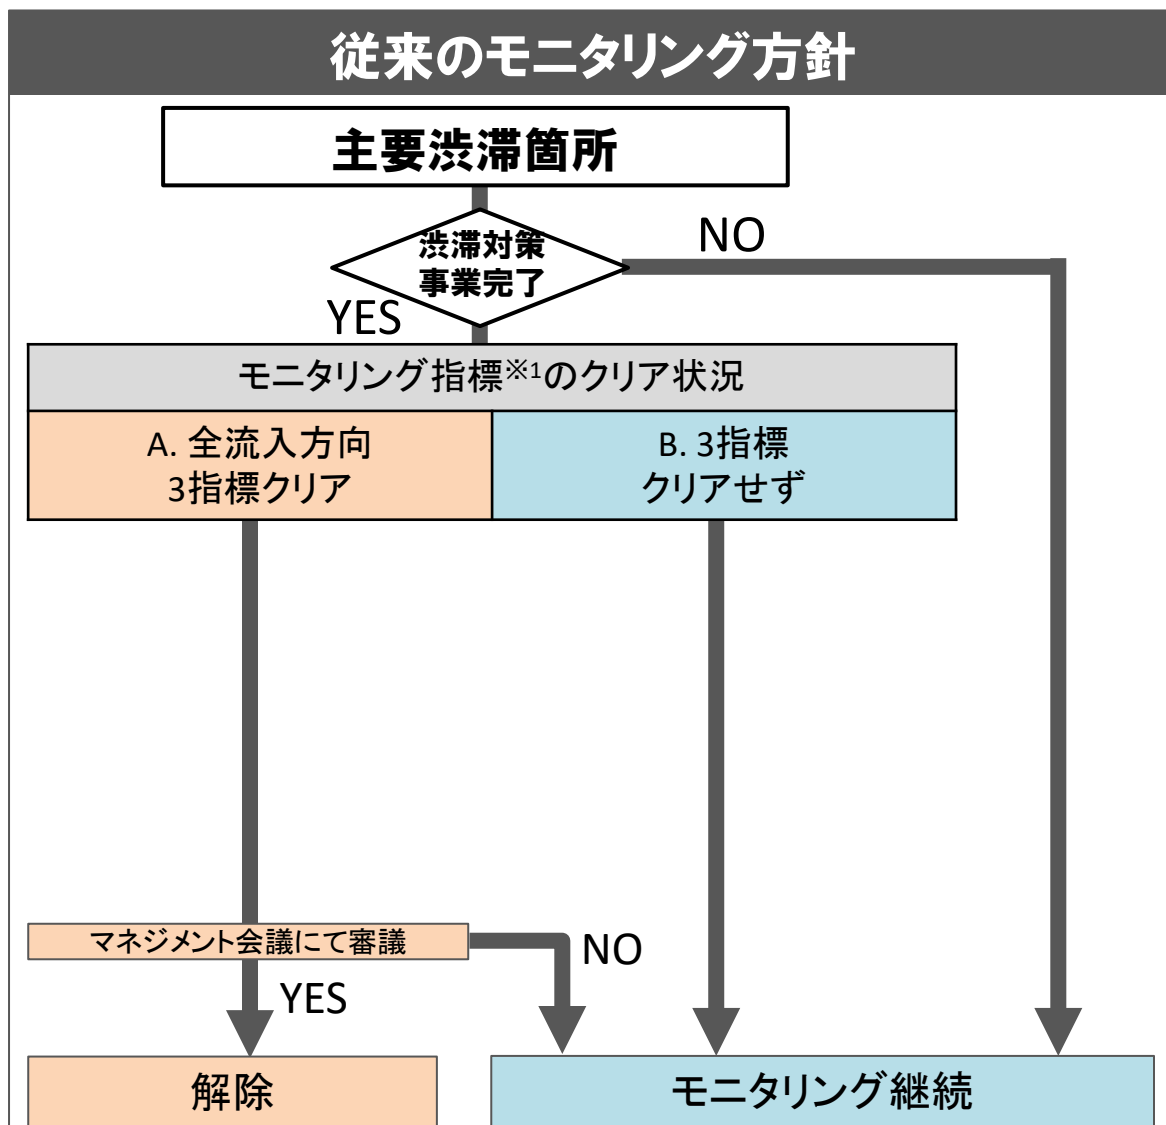 従来のモニタリング方針
主要渋滞箇所
渋滞対策
事業完了
NO
YES
モニタリング指標※1のクリア状況
A. 全流入方向
3指標クリア
B. 3指標
クリアせず
マネジメント会議にて審議
NO
YES
解除
モニタリング継続